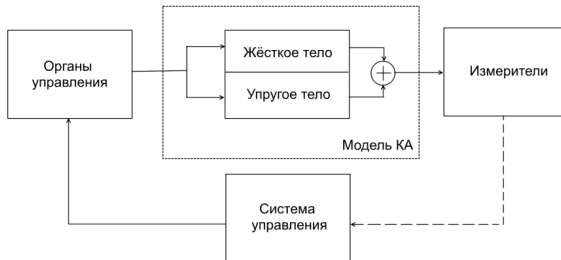 Органы
управления
Жёсткое тело
Упругое тело
Измерители
Модель КА
Система
управления